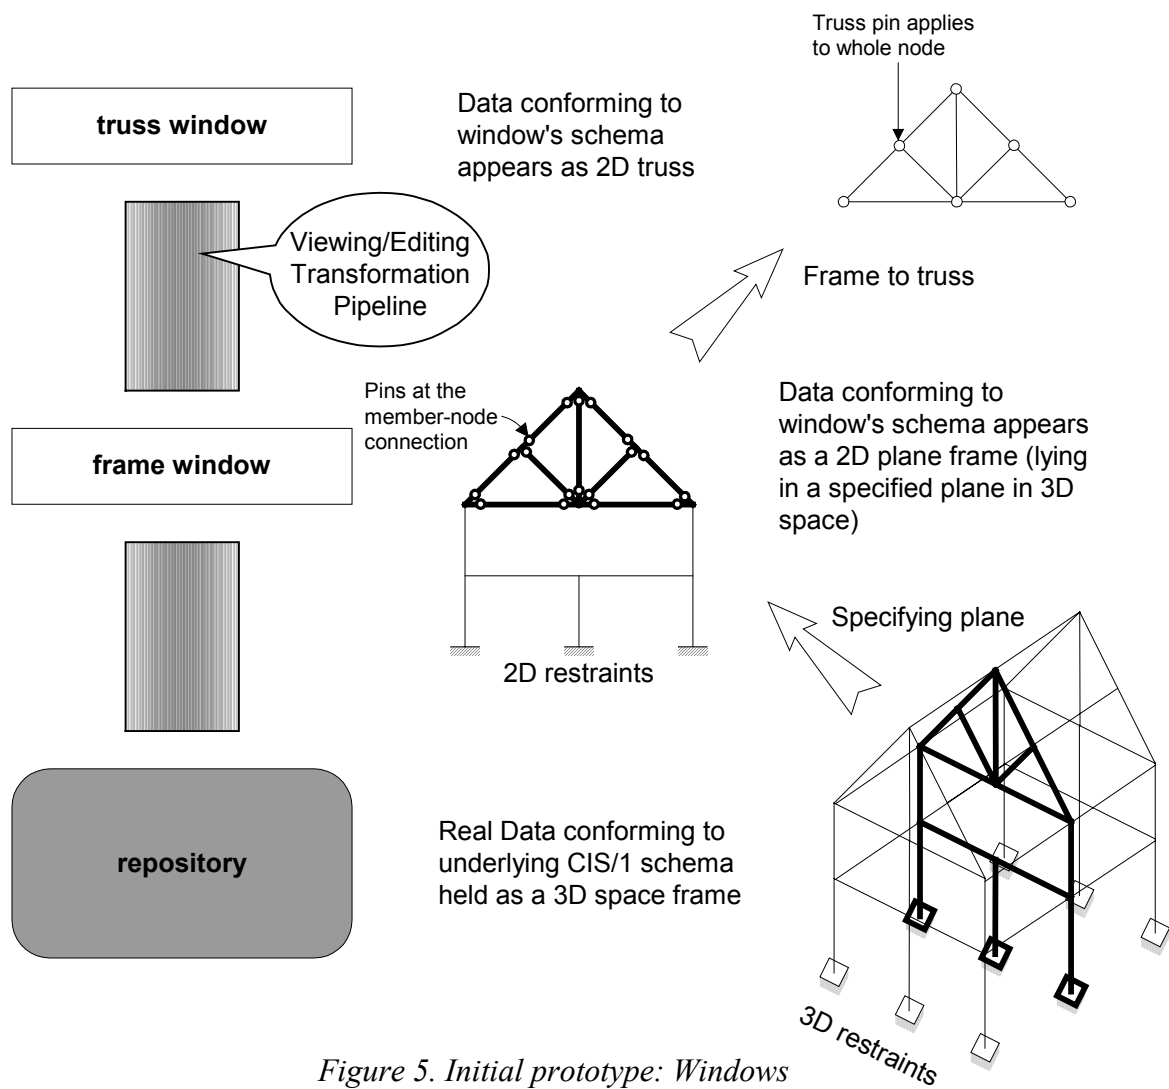 Truss pin applies
to whole node
truss window
Data conforming to
window's schema
appears as 2D truss
Viewing/Editing
Transformation
Pipeline
Frame to truss
Pins at the
member-node
connection
frame window
Data conforming to
window's schema appears
as a 2D plane frame (lying
in a specified plane in 3D
space)
Specifying plane
2D restraints
repository
Real Data conforming to
underlying CIS/1 schema
held as a 3D space frame
3D restraints
Figure 5. Initial prototype: Windows